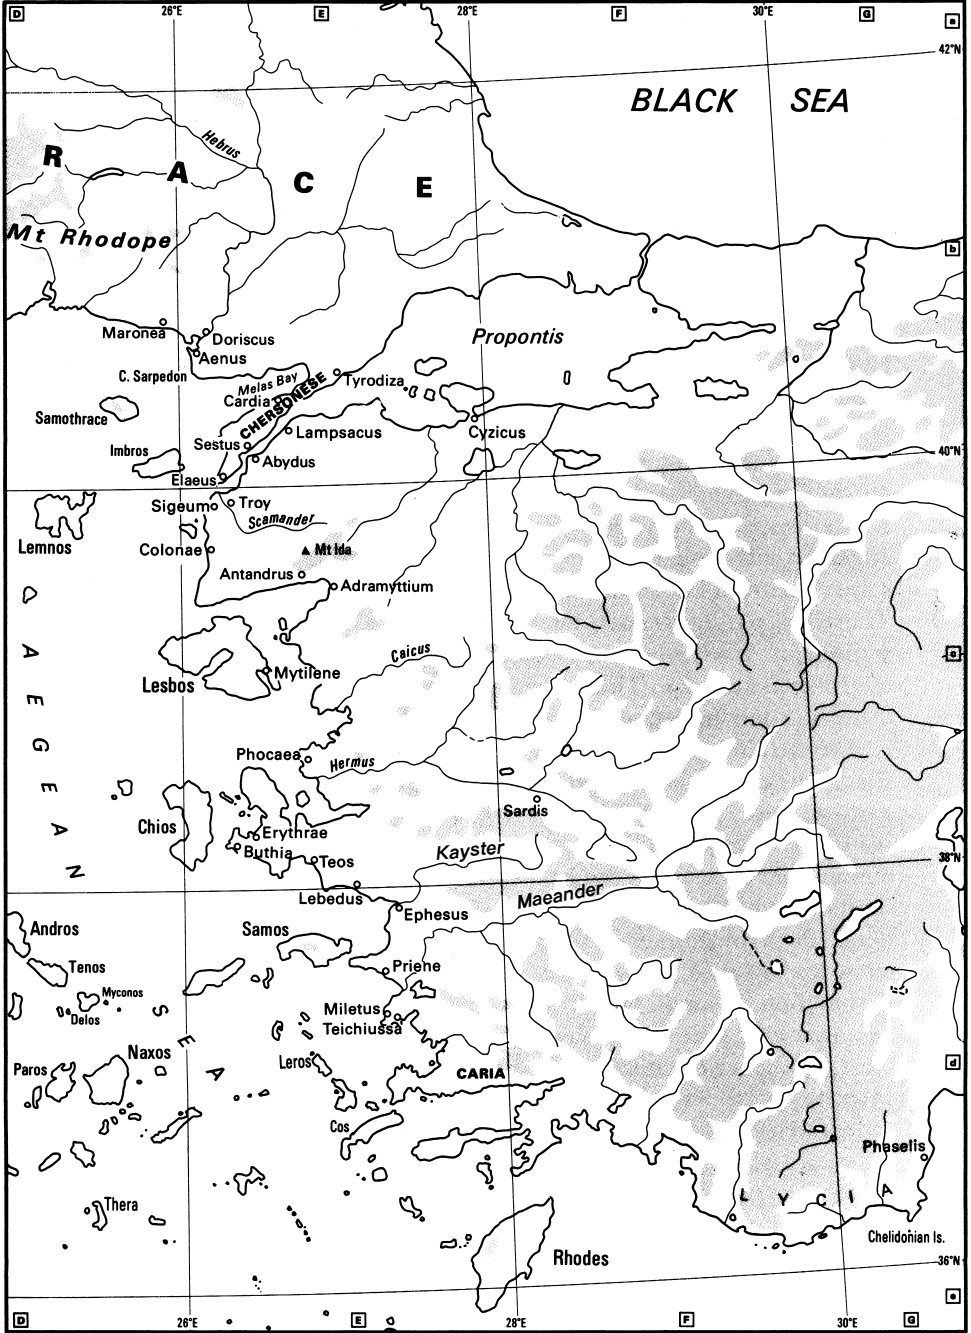 D 26°E E 28°E F 30°E G a
42°N
BLACK SEA
Hebrus
R A C E
Mt Rhodope
b
Maronea
Doriscus
Aenus
Propontis
C. Sarpedon
Melas Bay
Tyrodiza
Cardia
CHERSONESE
Samothrace
Lampsacus
Cyzicus
Sestus
Imbros
Abydus
40°N
Elaeus
Sigeum
Troy
Scamander
Lemnos
Colonae
Mt Ida
Antandrus
Adramyttium
AEGEAN SEA
Caicus
c
Mytilene
Lesbos
Phocaea
Hermus
Sardis
Chios
Erythrae
Buthia
Kayster
Teos
38°N
Lebedus
Maeander
Ephesus
Andros
Samos
Tenos
Priene
Myconos
Delos
Miletus
Teichiussa
Naxos
Paros
Leros
CARIA
d
Cos
Phaselis
LYCIA
Thera
Chelidonian Is.
Rhodes
36°N
e
D 26°E E 28°E F 30°E G